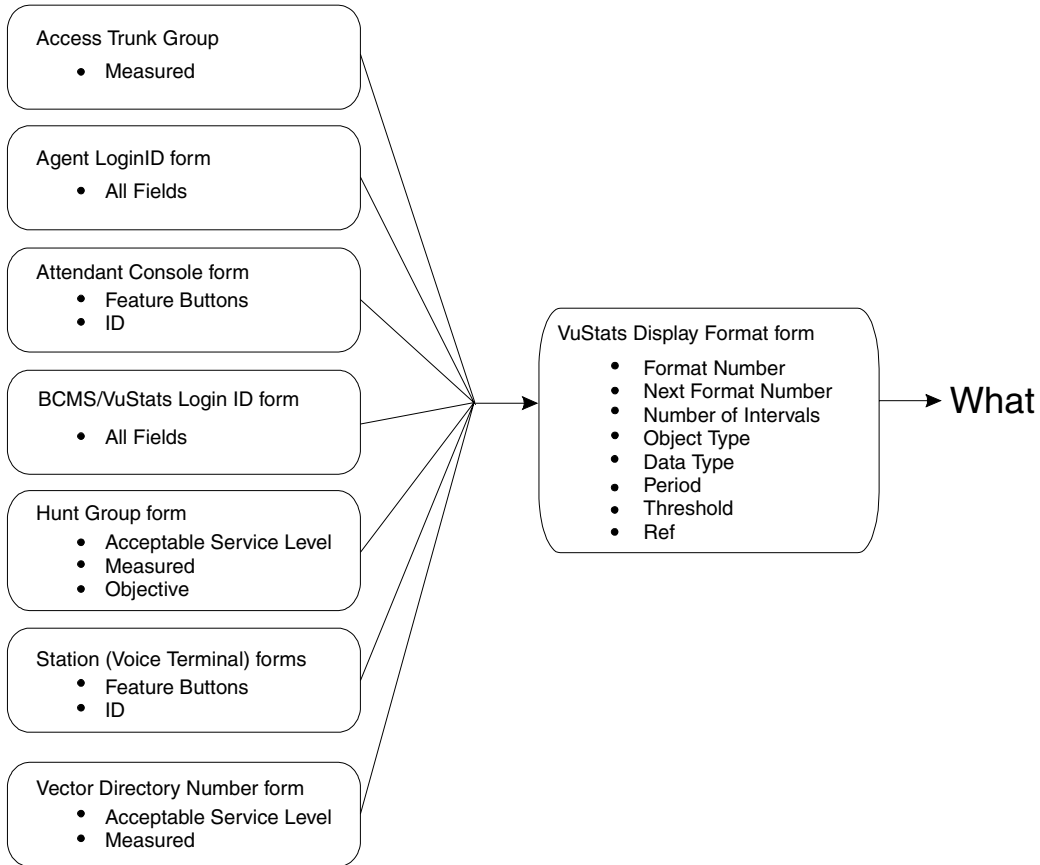 Access Trunk Group
• Measured
Agent LoginID form
• All Fields
Attendant Console form
• Feature Buttons
• ID
BCMS/VuStats Login ID form
• All Fields
Hunt Group form
• Acceptable Service Level
• Measured
• Objective
Station (Voice Terminal) forms
• Feature Buttons
• ID
Vector Directory Number form
• Acceptable Service Level
• Measured
VuStats Display Format form
• Format Number
• Next Format Number
• Number of Intervals
• Object Type
• Data Type
• Period
• Threshold
• Ref
What